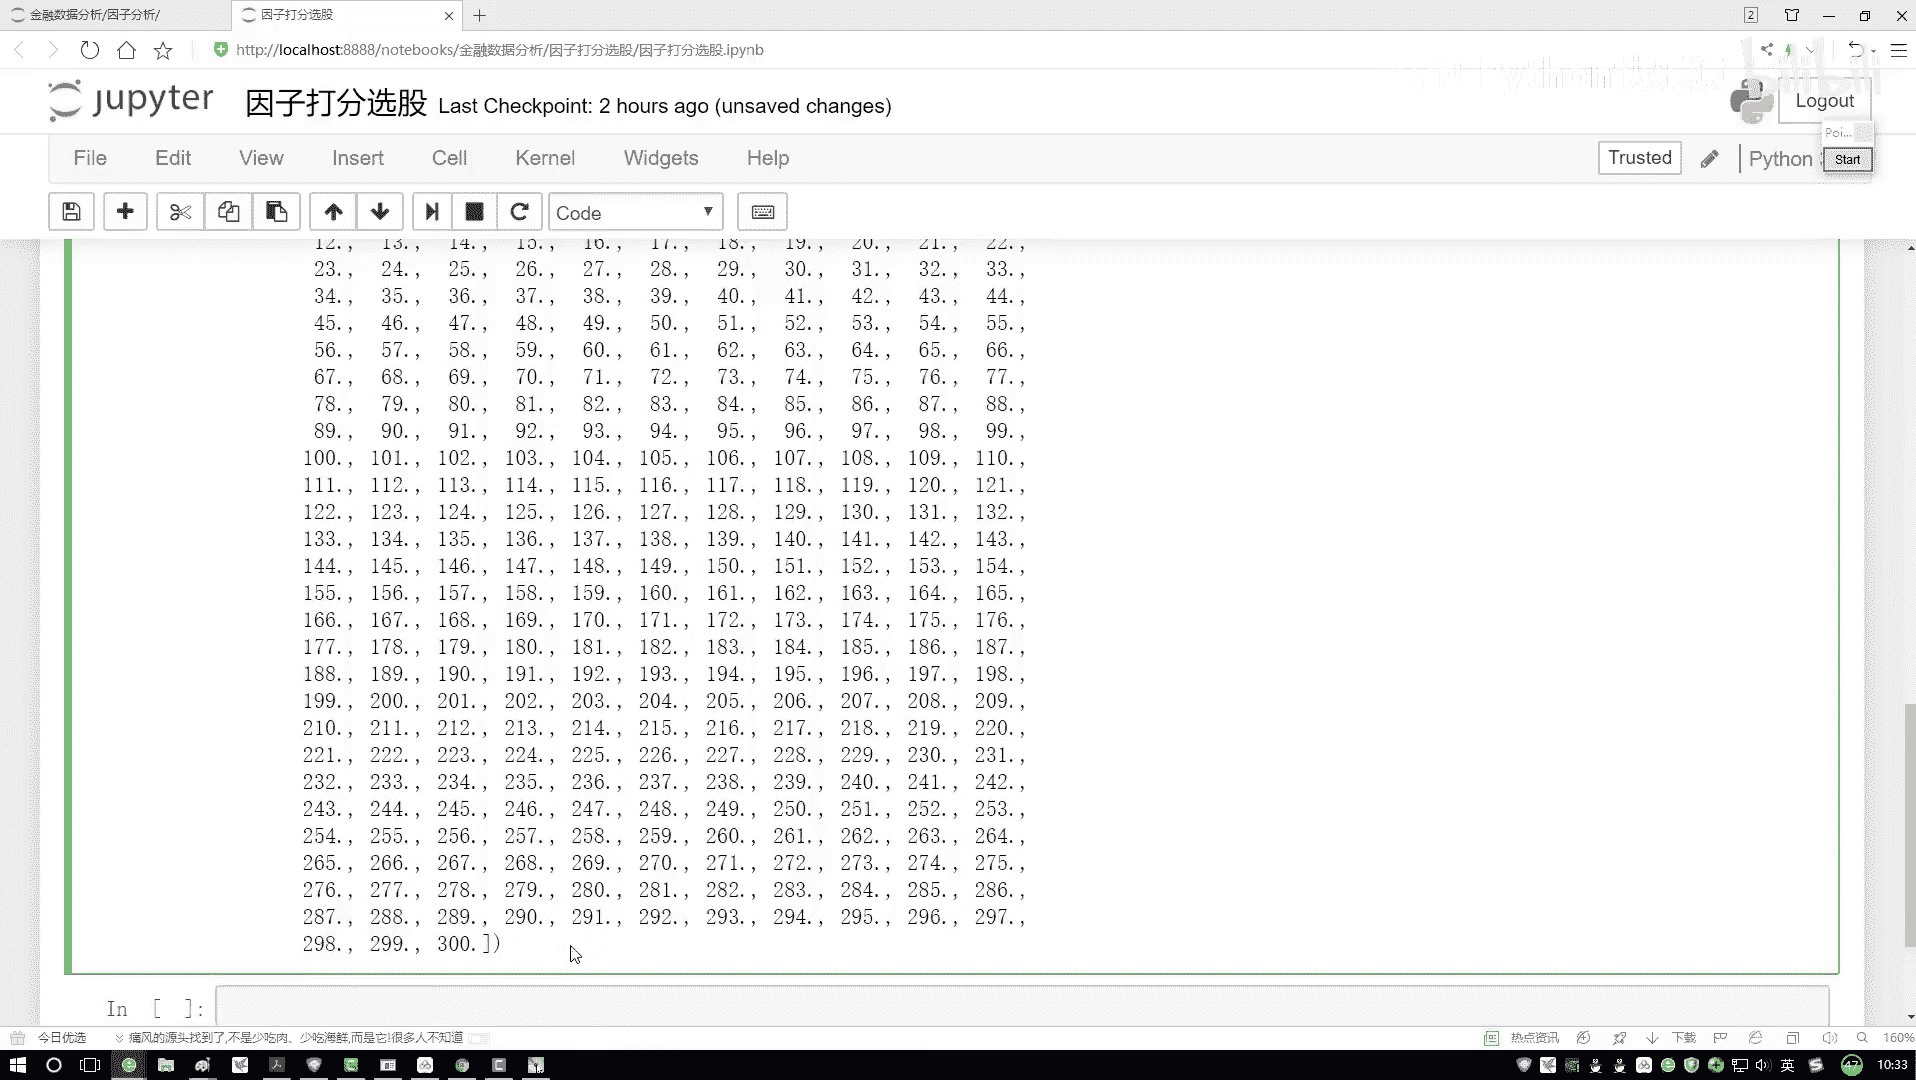 金融数据分析/因子分析/
因子打分选股
2
http://localhost:8888/notebooks/金融数据分析/因子打分选股/因子打分选股.ipynb
bilibili
jupyter 因子打分选股 Last Checkpoint: 2 hours ago (unsaved changes)
Logout
Poi...
File Edit View Insert Cell Kernel Widgets Help
Trusted
Python
Start
Code
12., 13., 14., 15., 16., 17., 18., 19., 20., 21., 22.,
23., 24., 25., 26., 27., 28., 29., 30., 31., 32., 33.,
34., 35., 36., 37., 38., 39., 40., 41., 42., 43., 44.,
45., 46., 47., 48., 49., 50., 51., 52., 53., 54., 55.,
56., 57., 58., 59., 60., 61., 62., 63., 64., 65., 66.,
67., 68., 69., 70., 71., 72., 73., 74., 75., 76., 77.,
78., 79., 80., 81., 82., 83., 84., 85., 86., 87., 88.,
89., 90., 91., 92., 93., 94., 95., 96., 97., 98., 99.,
100., 101., 102., 103., 104., 105., 106., 107., 108., 109., 110.,
111., 112., 113., 114., 115., 116., 117., 118., 119., 120., 121.,
122., 123., 124., 125., 126., 127., 128., 129., 130., 131., 132.,
133., 134., 135., 136., 137., 138., 139., 140., 141., 142., 143.,
144., 145., 146., 147., 148., 149., 150., 151., 152., 153., 154.,
155., 156., 157., 158., 159., 160., 161., 162., 163., 164., 165.,
166., 167., 168., 169., 170., 171., 172., 173., 174., 175., 176.,
177., 178., 179., 180., 181., 182., 183., 184., 185., 186., 187.,
188., 189., 190., 191., 192., 193., 194., 195., 196., 197., 198.,
199., 200., 201., 202., 203., 204., 205., 206., 207., 208., 209.,
210., 211., 212., 213., 214., 215., 216., 217., 218., 219., 220.,
221., 222., 223., 224., 225., 226., 227., 228., 229., 230., 231.,
232., 233., 234., 235., 236., 237., 238., 239., 240., 241., 242.,
243., 244., 245., 246., 247., 248., 249., 250., 251., 252., 253.,
254., 255., 256., 257., 258., 259., 260., 261., 262., 263., 264.,
265., 266., 267., 268., 269., 270., 271., 272., 273., 274., 275.,
276., 277., 278., 279., 280., 281., 282., 283., 284., 285., 286.,
287., 288., 289., 290., 291., 292., 293., 294., 295., 296., 297.,
298., 299., 300.])
In [ ]:
今日优选 痛风的源头找到了,不是少吃肉、少吃海鲜,而是它!很多人不知道
热点资讯 下载 160%
英 47 10:33